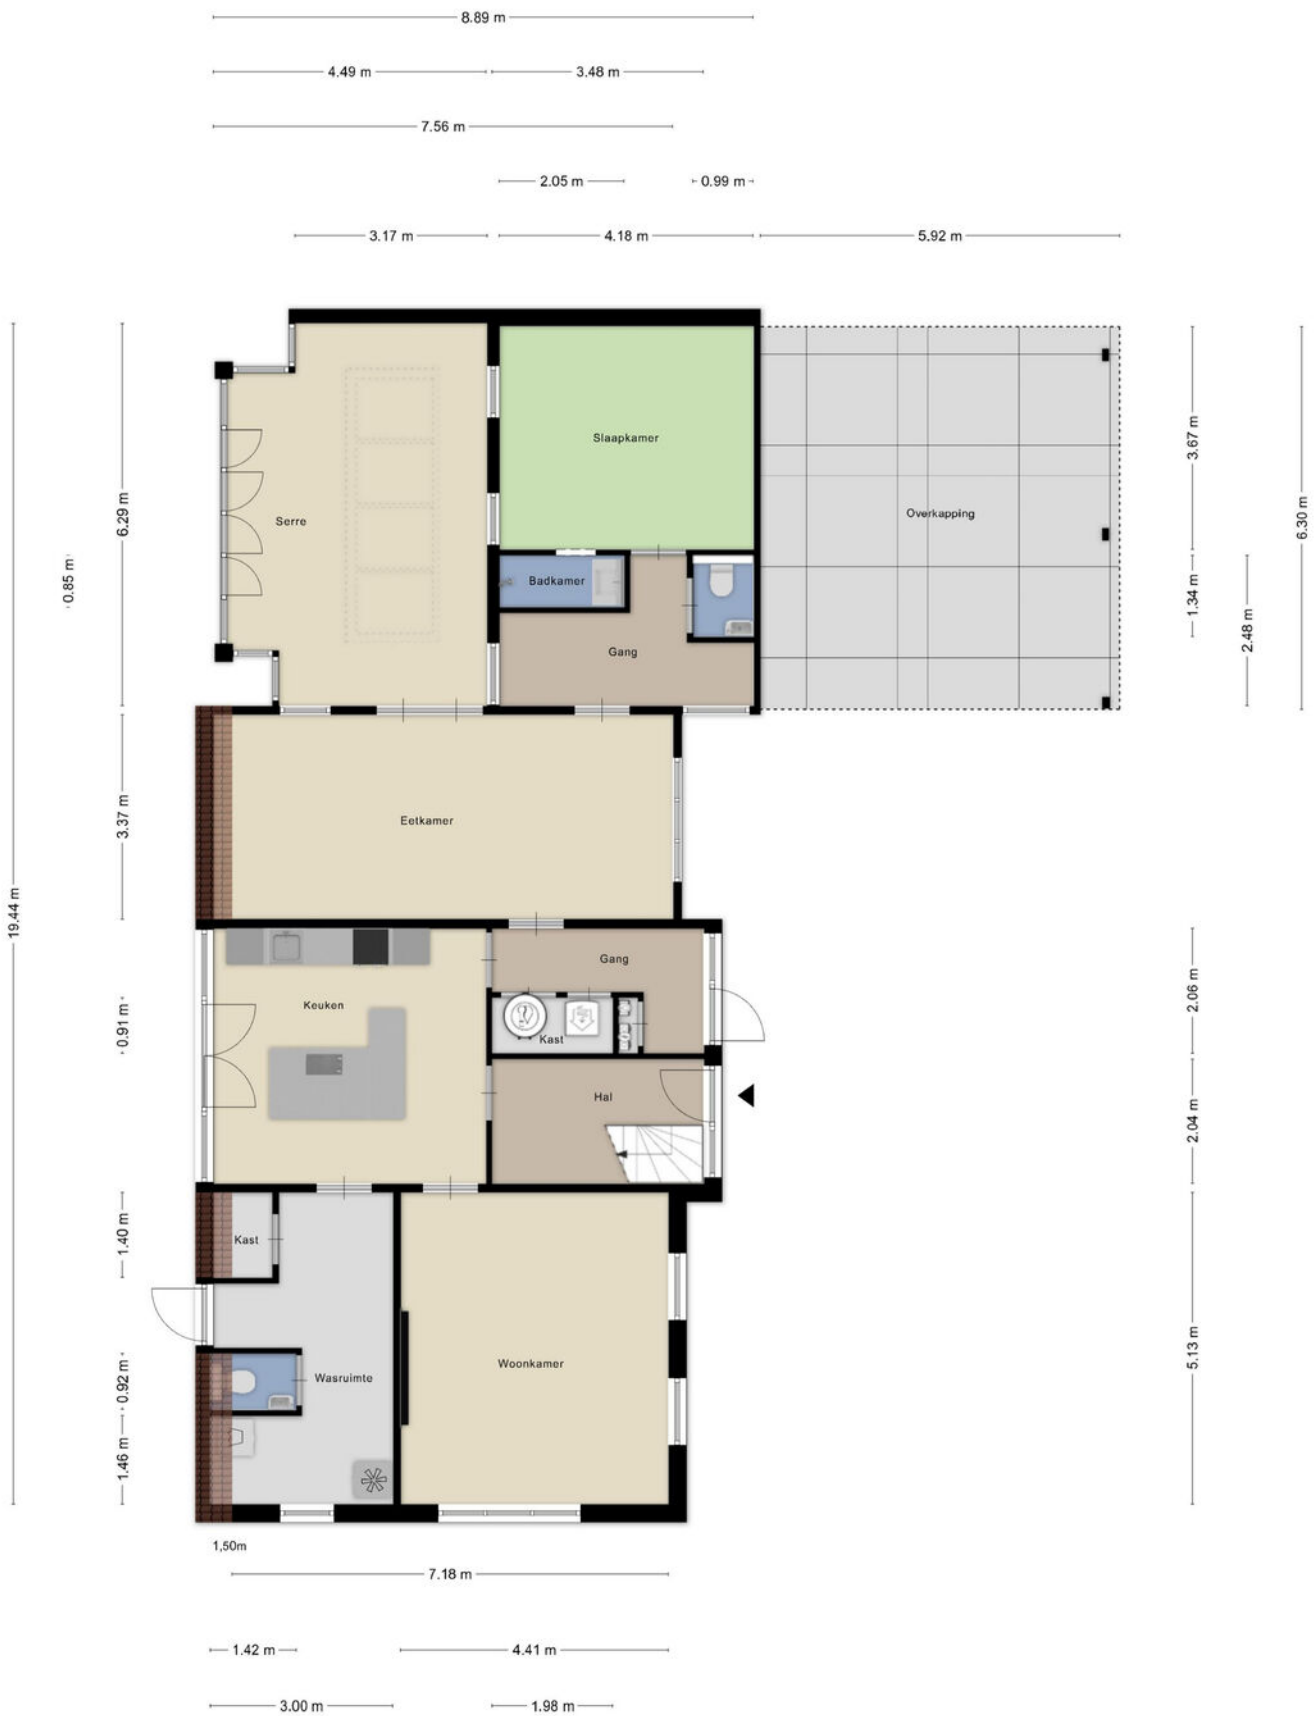 8.89 m
4.49 m
3.48 m
7.56 m
2.05 m
0.99 m
3.17 m
4.18 m
5.92 m
Slaapkamer
3.67 m
6.29 m
Serre
Overkapping
6.30 m
0.85 m
Badkamer
1.34 m
2.48 m
Gang
3.37 m
Eetkamer
19.44 m
Gang
2.06 m
Keuken
0.91 m
Kast
Hal
2.04 m
1.40 m
Kast
5.13 m
Woonkamer
0.92 m
Wasruimte
1.46 m
1,50m
7.18 m
1.42 m
4.41 m
3.00 m
1.98 m